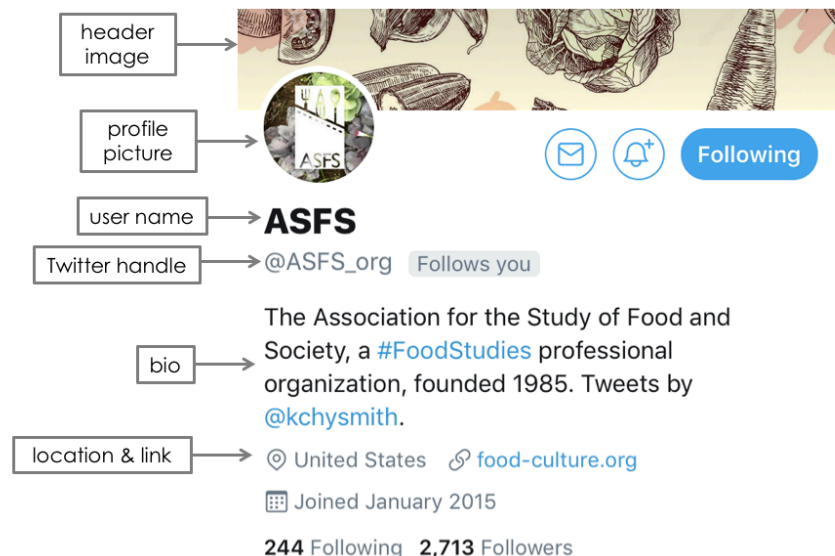 header
image
profile
picture
ASFS
Following
user name
ASFS
Twitter handle
@ASFS_org Follows you
bio
The Association for the Study of Food and
Society, a #FoodStudies professional
organization, founded 1985. Tweets by
@kchysmith.
location & link
United States food-culture.org
Joined January 2015
244 Following 2,713 Followers